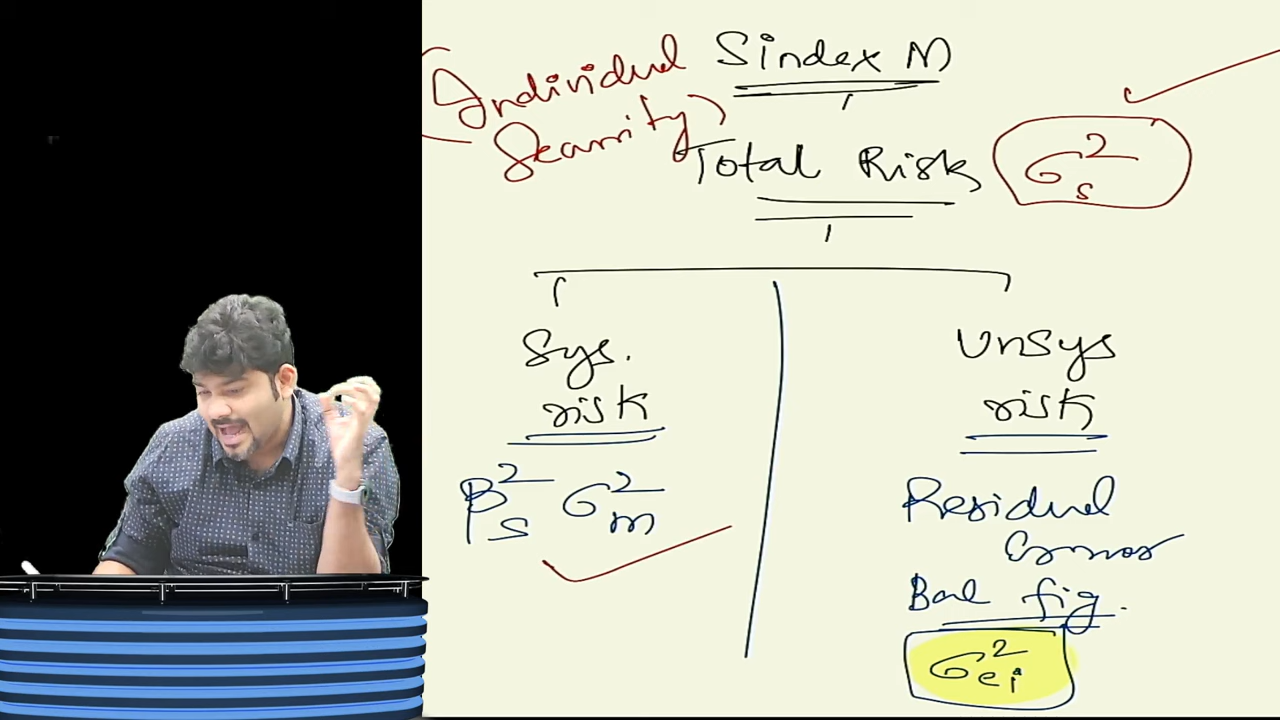 (Individual Security) Sindex M
Total Risk σs²
Sys. risk
βs² σm²
UnSys risk
Residual Error
Bal fig.
σei²